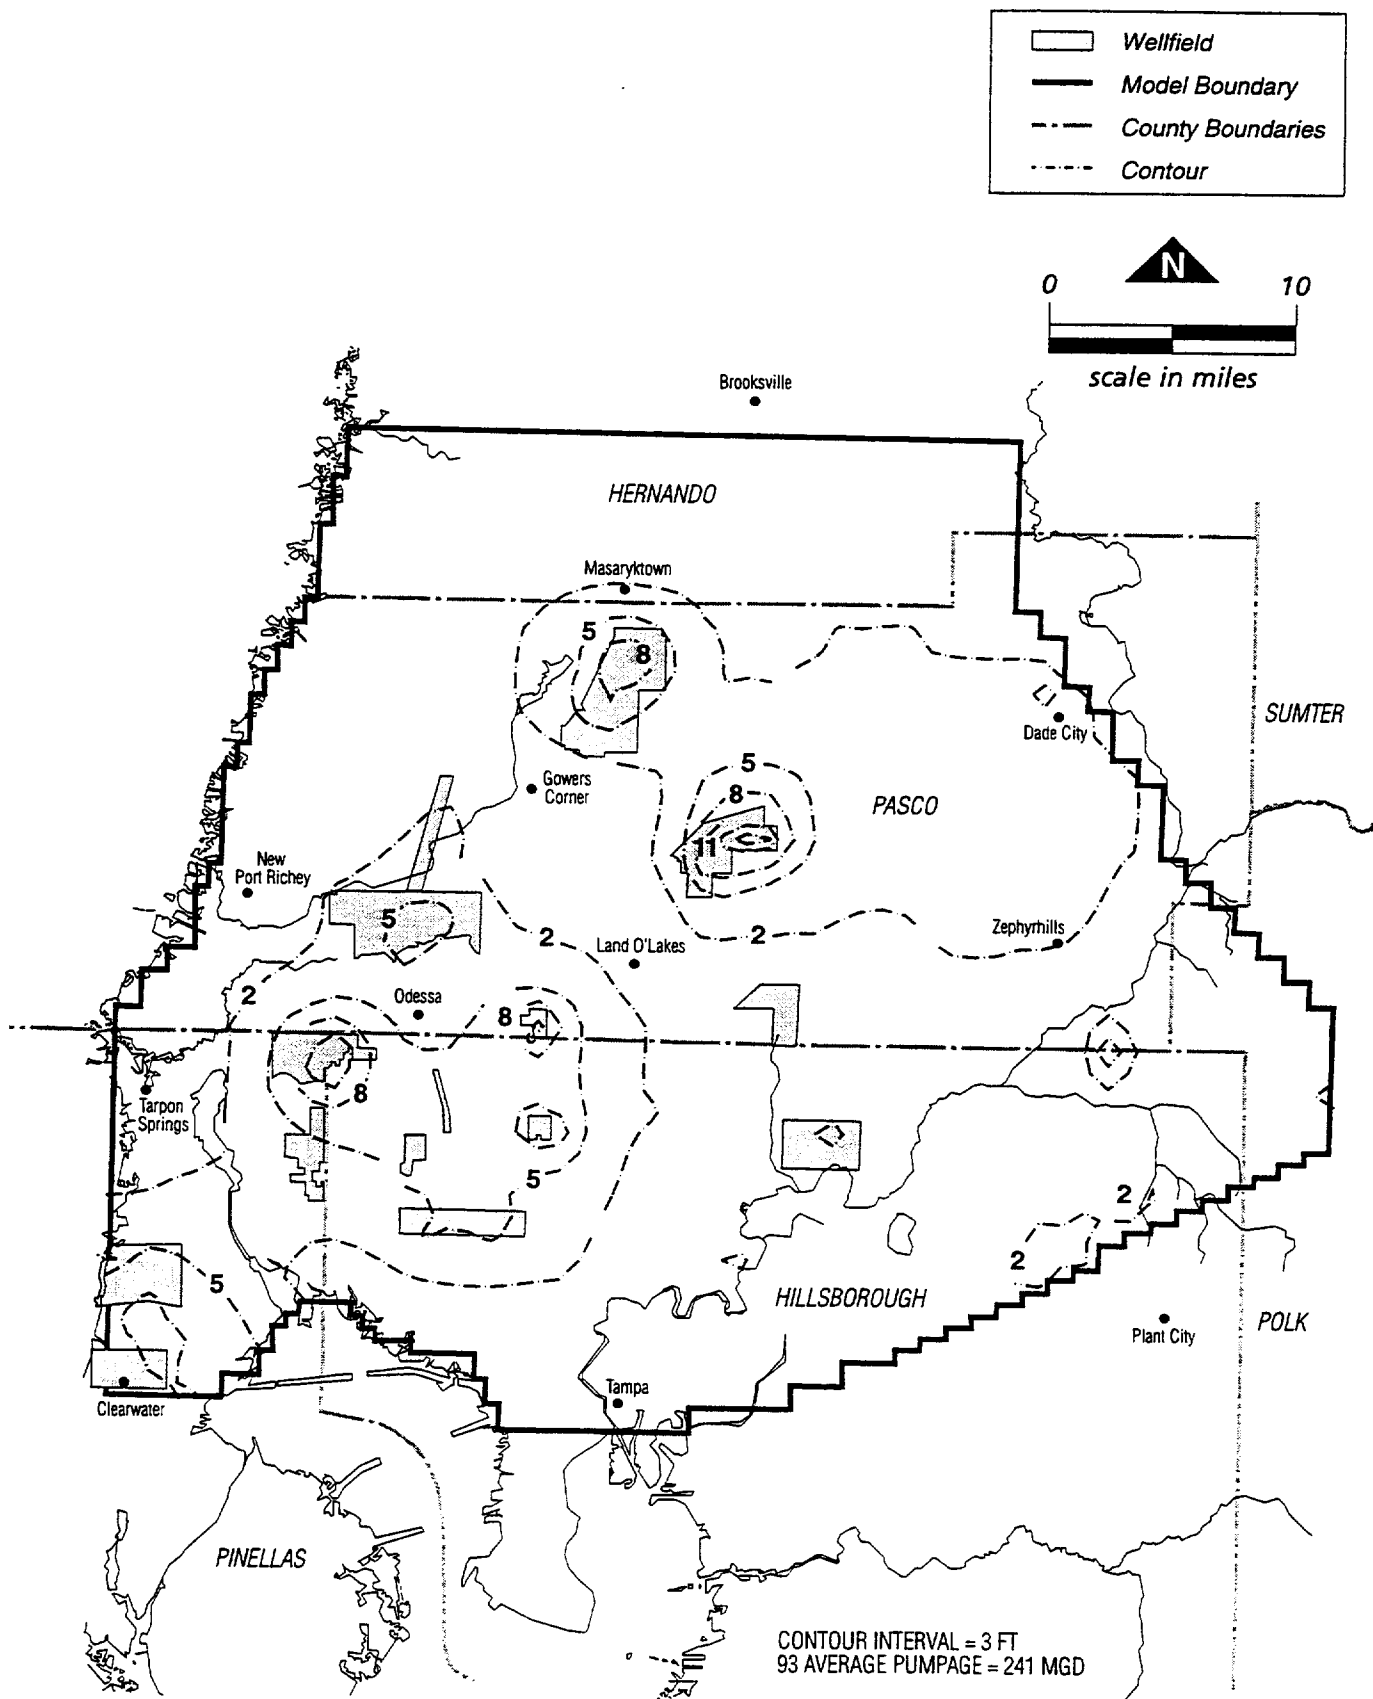 Wellfield
Model Boundary
County Boundaries
Contour
N
0
10
scale in miles
Brooksville
HERNANDO
Masaryktown
5
8
SUMTER
Dade City
5
Gowers
Corner
8
PASCO
11
New
Port Richey
5
2
2
Zephyrhills
Land O'Lakes
2
Odessa
8
8
Tarpon
Springs
5
2
2
5
HILLSBOROUGH
POLK
Plant City
Tampa
Clearwater
PINELLAS
CONTOUR INTERVAL = 3 FT
93 AVERAGE PUMPAGE = 241 MGD